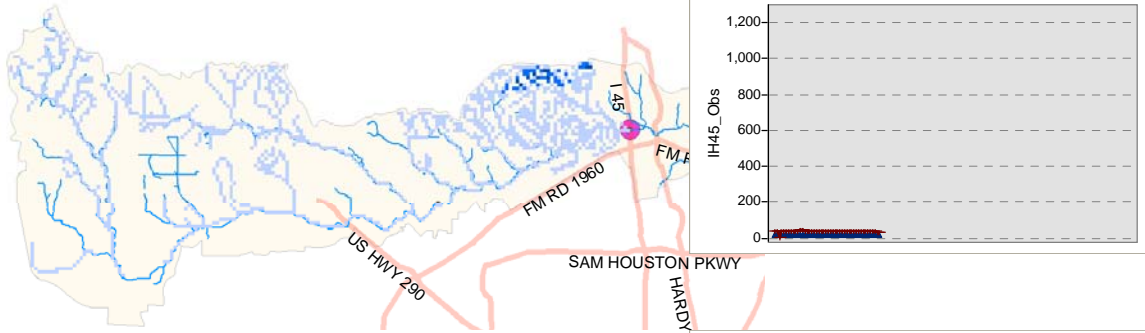 I 45
FM RD 1960
US HWY 290
SAM HOUSTON PKWY
HARDY
IH45_Obs
1,200
1,000
800
600
400
200
0